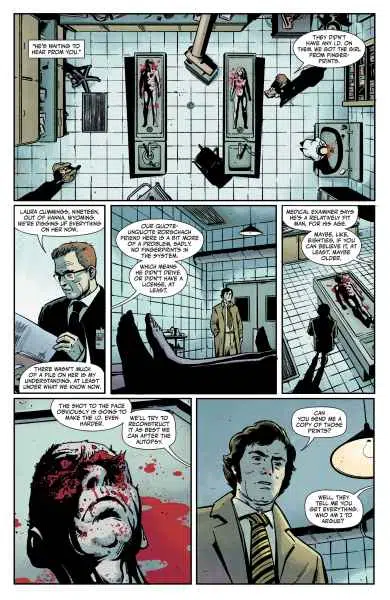 "HE'S WAITING TO
HEAR FROM YOU."
THEY DIDN'T
HAVE ANY I.D. ON
THEM. WE GOT THE GIRL
FROM FINGER-
PRINTS.
LAURA CUMMINGS, NINETEEN,
OUT OF HANNA, WYOMING.
WE'RE DIGGING UP EVERYTHING
ON HER NOW.
THERE WASN'T MUCH
OF A FILE ON HER IS MY
UNDERSTANDING. AT LEAST
UNDER WHAT WE KNOW NOW.
OUR QUOTE-
UNQUOTE RORSCHACH
FRIEND HERE IS A BIT MORE
OF A PROBLEM, SADLY.
NO FINGERPRINTS IN
THE SYSTEM.
WHICH MEANS
HE DIDN'T DRIVE.
OR DIDN'T HAVE A
LICENSE, AT
LEAST.
MEDICAL EXAMINER SAYS
HE'S A RELATIVELY FIT
MAN, FOR HIS AGE.
MAYBE, LIKE,
EIGHTIES, IF YOU
CAN BELIEVE IT, AT
LEAST. MAYBE
OLDER.
THE SHOT TO THE FACE
OBVIOUSLY IS GOING TO
MAKE THE I.D. EVEN
HARDER.
WE'LL TRY TO
RECONSTRUCT
IT AS BEST WE
CAN AFTER THE
AUTOPSY.
CAN
YOU SEND ME A
COPY OF THOSE
PRINTS?
WELL, THEY
TELL ME YOU
GET EVERYTHING.
WHO AM I TO
ARGUE?